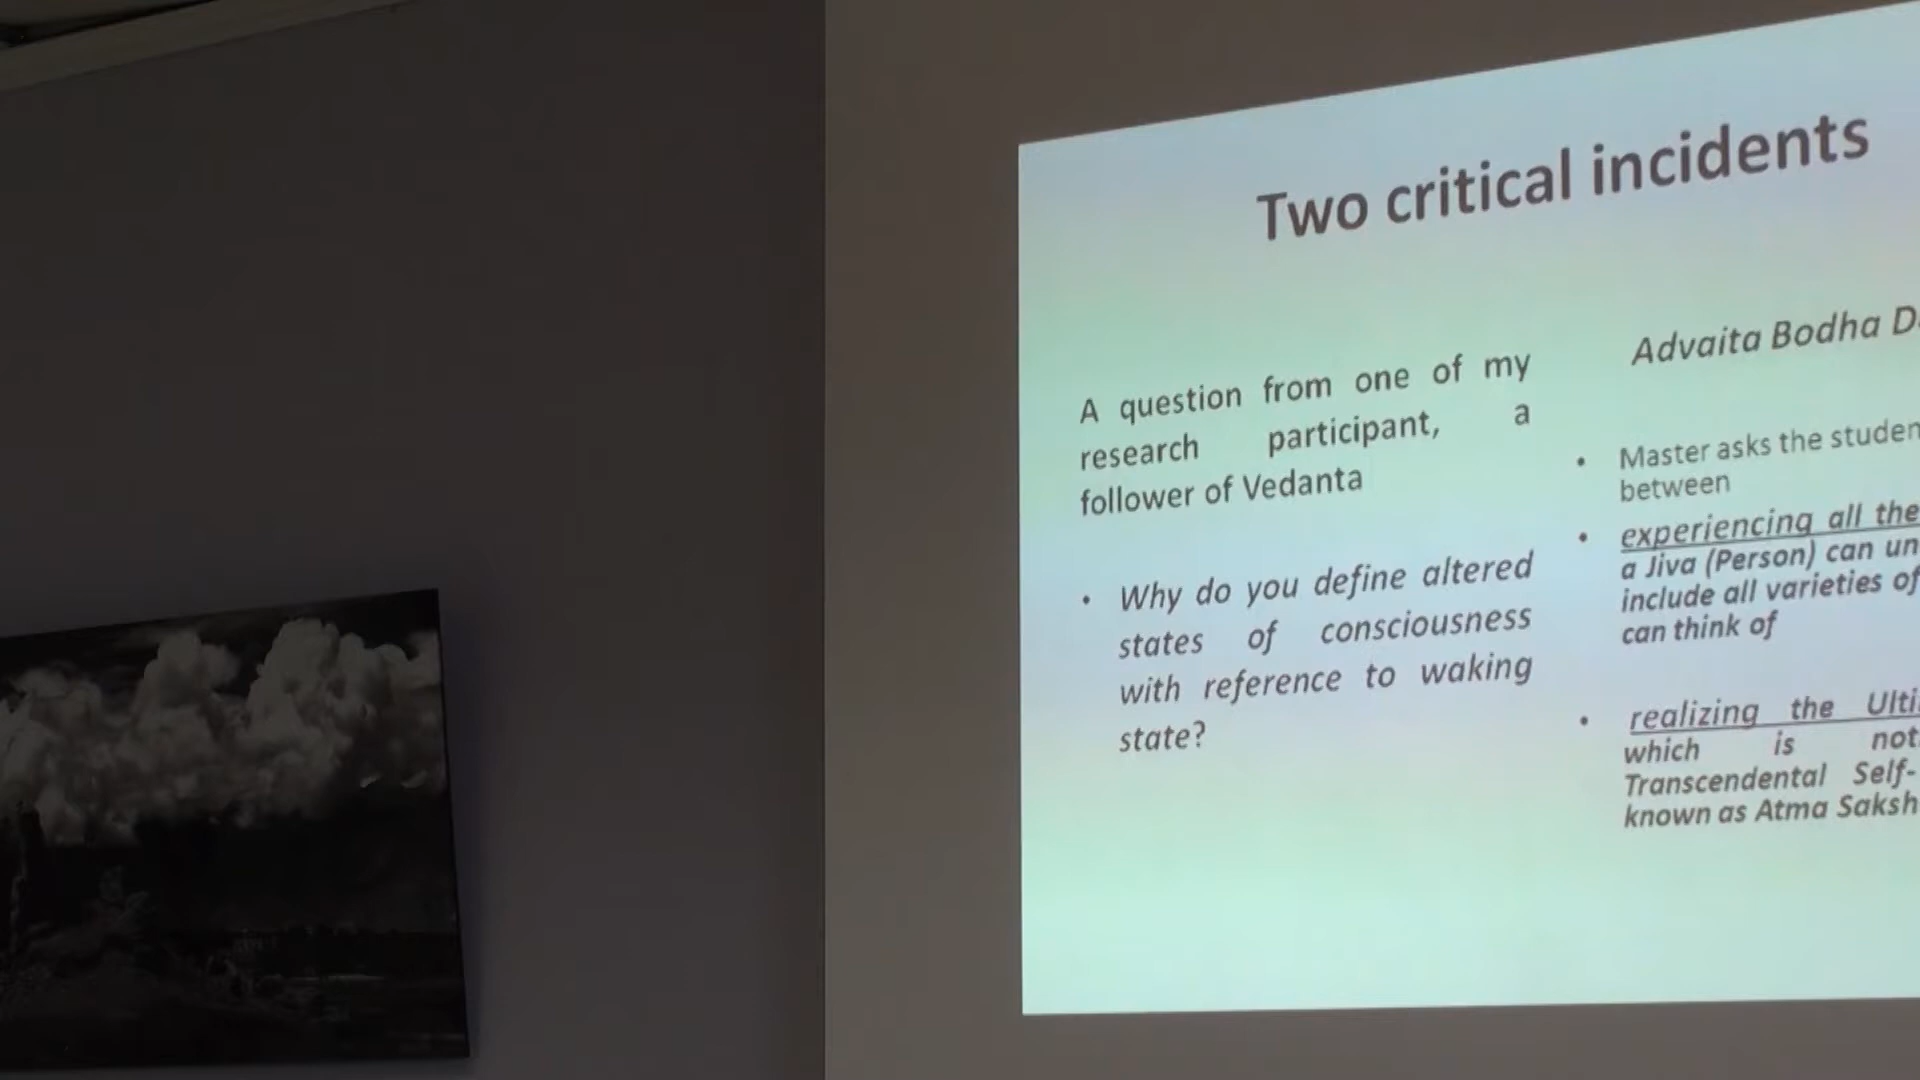 Two critical incidents
A question from one of my
research participant, a
follower of Vedanta
• Why do you define altered
states of consciousness
with reference to waking
state?
Advaita Bodha
• Master asks the
between
• experiencing all the
a Jiva (Person) can
include all varieties of
can think of
• realizing the
which is
Transcendental Self-
known as Atma